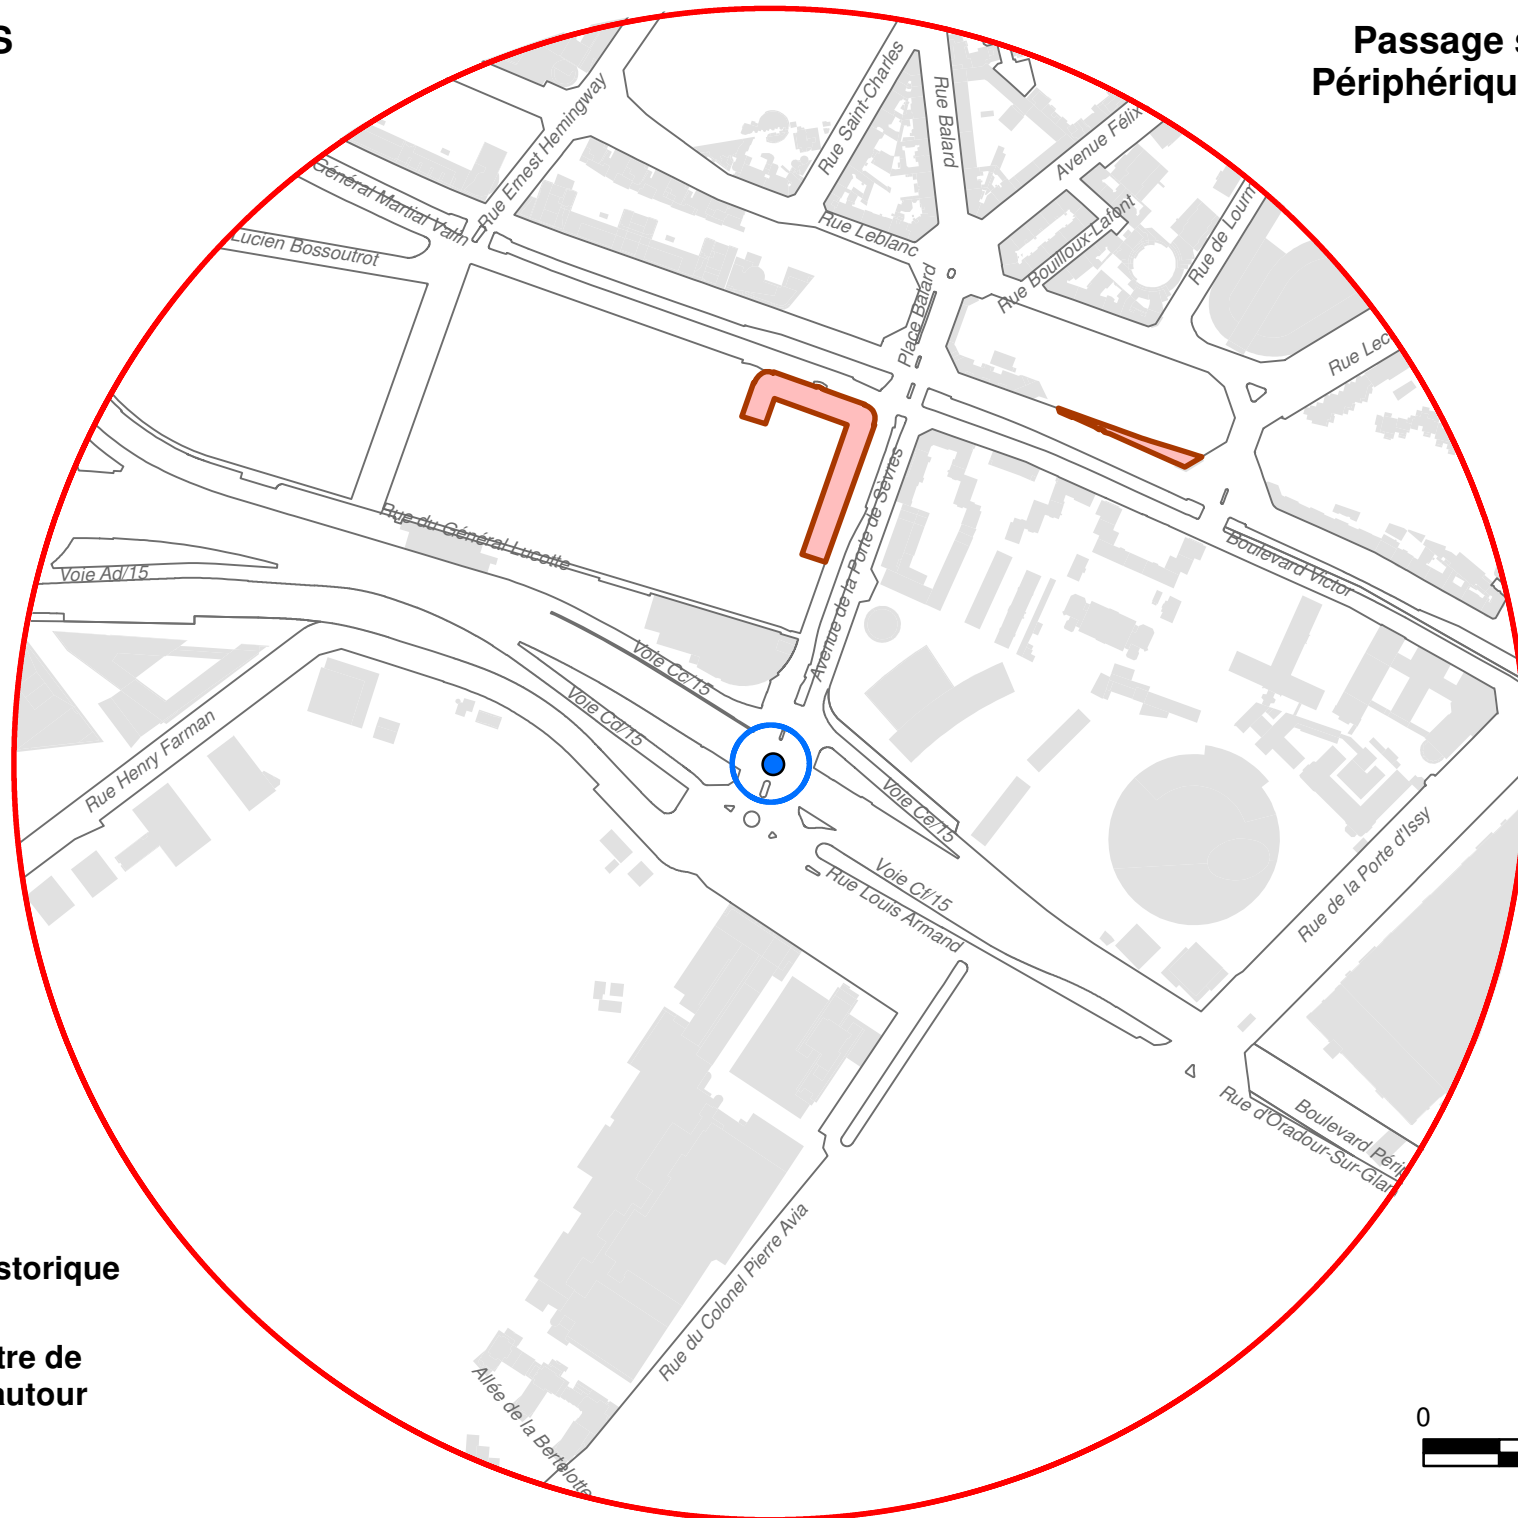 S
Passage s
Périphériqu
Rue Saint-Charles
Rue Balard
Avenue Félix
Rue Ernest Hemingway
Général Martial Valin
Lucien Bossoutrot
Rue Leblanc
Rue Bouilloux-Lafont
Rue de Lourm
Place Balard
Rue Lec
Avenue de la Porte de Sèvres
Rue du Général Lucotte
Boulevard Victor
Voie Ad/15
Voie Cc/15
Voie Cd/15
Rue Henry Farman
Voie Ce/15
Voie Cf/15
Rue Louis Armand
Rue de la Porte d'Issy
Boulevard Périp
Rue d'Oradour-Sur-Glan
Rue du Colonel Pierre Avia
Allée de la Bertelotte
storique
tre de
autour
0